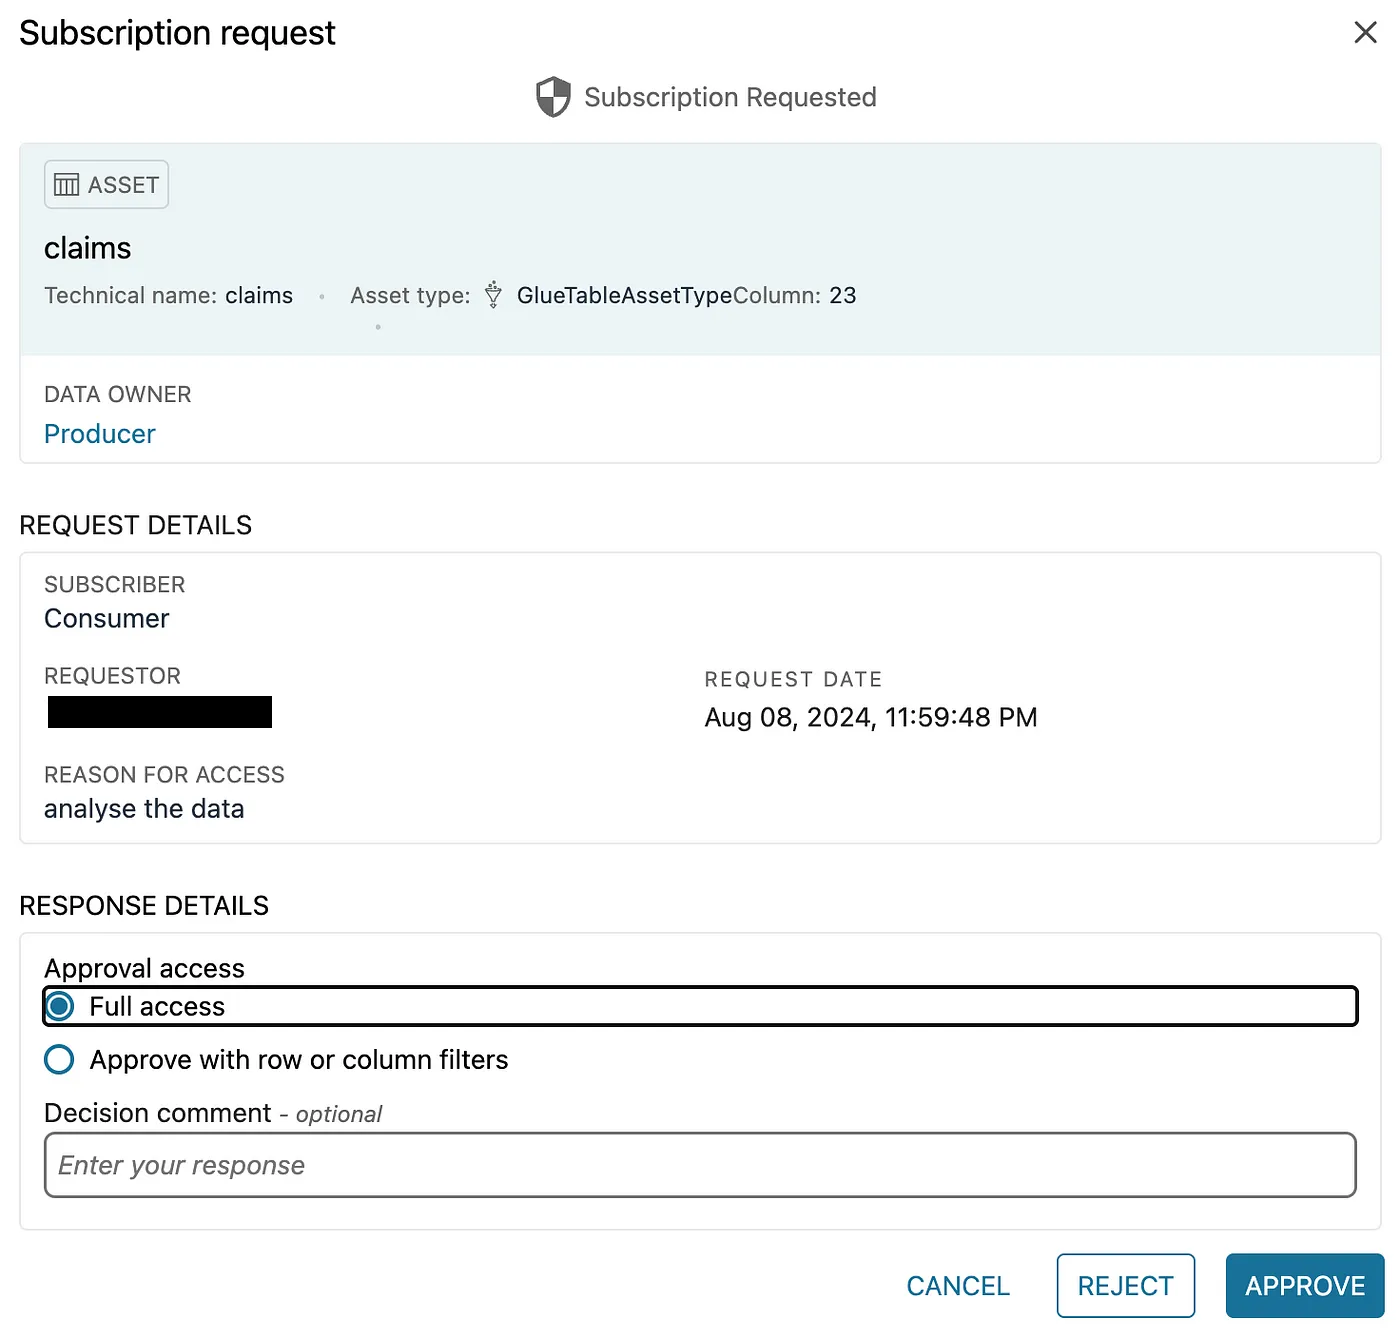 Subscription request
Subscription Requested
ASSET
claims
Technical name: claims • Asset type: GlueTableAssetTypeColumn: 23
DATA OWNER
Producer
REQUEST DETAILS
SUBSCRIBER
Consumer
REQUESTOR
REQUEST DATE
Aug 08, 2024, 11:59:48 PM
REASON FOR ACCESS
analyse the data
RESPONSE DETAILS
Approval access
Full access
Approve with row or column filters
Decision comment - optional
Enter your response
CANCEL REJECT APPROVE